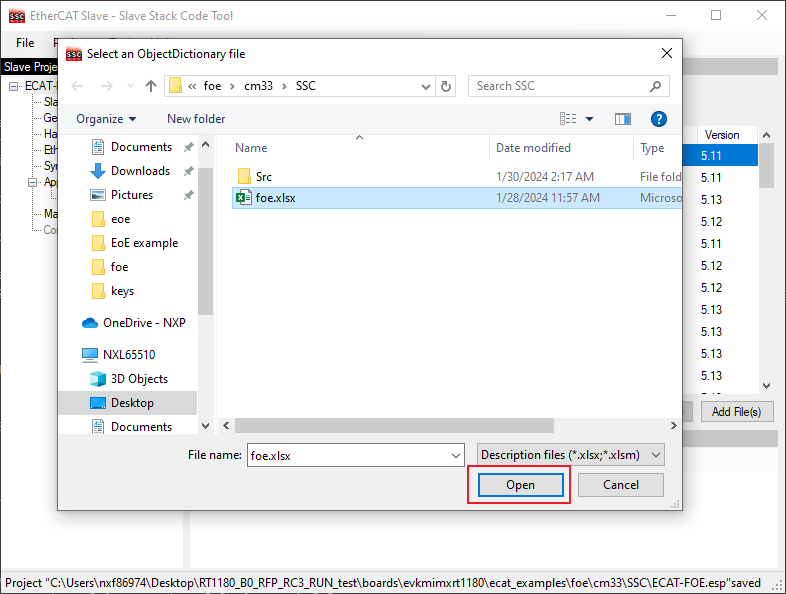 SSC EtherCAT Slave - Slave Stack Code Tool
File
Slave Proje
ECAT-
Sla
Ge
Ha
Eth
Syn
App
Ma
Select an ObjectDictionary file
« foe > cm33 > SSC
Search SSC
Organize
New folder
Documents
Downloads
Pictures
eoe
EoE example
foe
keys
OneDrive - NXP
NXL65510
3D Objects
Desktop
Documents
Name Date modified Type
Src 1/30/2024 2:17 AM File fold
foe.xlsx 1/28/2024 11:57 AM Microso
File name: foe.xlsx
Description files (*.xlsx;*.xlsm)
Open
Cancel
Version
5.11
5.11
5.13
5.12
5.11
5.12
5.12
5.13
5.13
5.13
5.13
Add File(s)
Project "C:\Users\nxf86974\Desktop\RT1180_B0_RFP_RC3_RUN_test\boards\evkmimxrt1180\ecat_examples\foe\cm33\SSC\ECAT-FOE.esp"saved